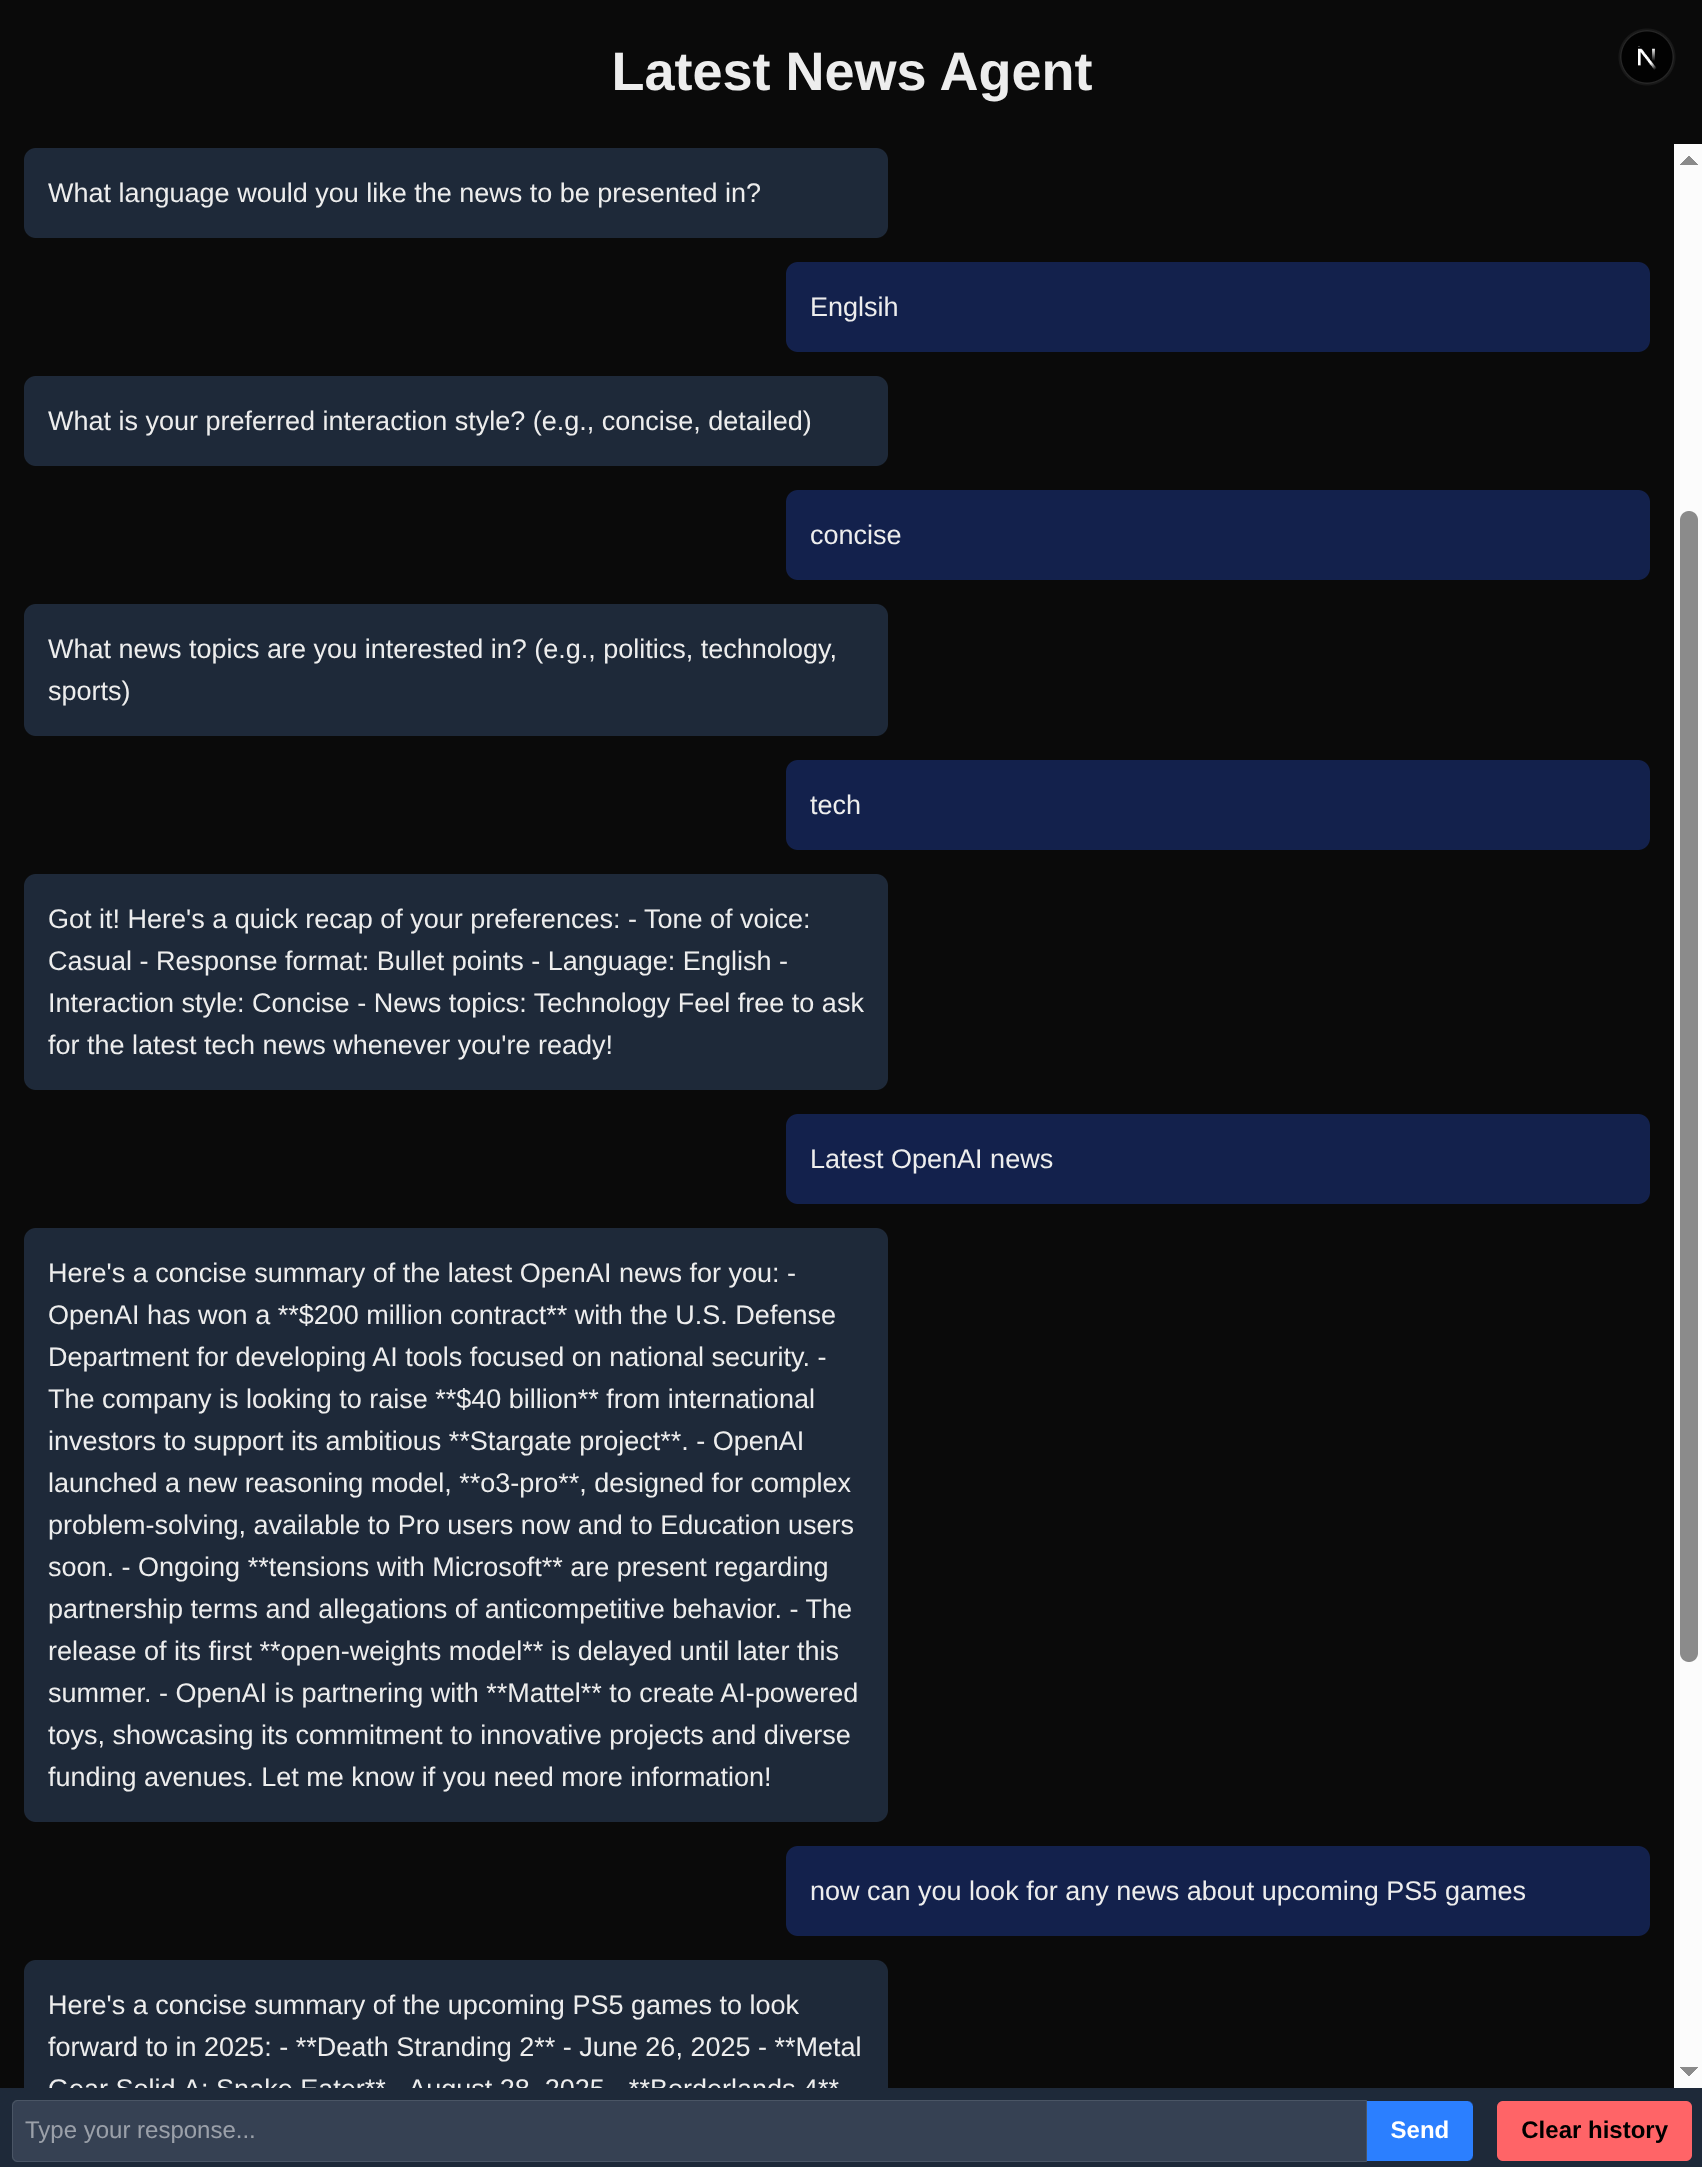 Latest News Agent
N
What language would you like the news to be presented in?
Englsih
What is your preferred interaction style? (e.g., concise, detailed)
concise
What news topics are you interested in? (e.g., politics, technology,
sports)
tech
Got it! Here's a quick recap of your preferences: - Tone of voice:
Casual - Response format: Bullet points - Language: English -
Interaction style: Concise - News topics: Technology Feel free to ask
for the latest tech news whenever you're ready!
Latest OpenAI news
Here's a concise summary of the latest OpenAI news for you: -
OpenAI has won a **$200 million contract** with the U.S. Defense
Department for developing AI tools focused on national security. -
The company is looking to raise **$40 billion** from international
investors to support its ambitious **Stargate project**. - OpenAI
launched a new reasoning model, **o3-pro**, designed for complex
problem-solving, available to Pro users now and to Education users
soon. - Ongoing **tensions with Microsoft** are present regarding
partnership terms and allegations of anticompetitive behavior. - The
release of its first **open-weights model** is delayed until later this
summer. - OpenAI is partnering with **Mattel** to create AI-powered
toys, showcasing its commitment to innovative projects and diverse
funding avenues. Let me know if you need more information!
now can you look for any news about upcoming PS5 games
Here's a concise summary of the upcoming PS5 games to look
forward to in 2025: - **Death Stranding 2** - June 26, 2025 - **Metal
Gear Solid Δ: Snake Eater** - August 28, 2025 - **Borderlands 4**
Type your response...
Send
Clear history